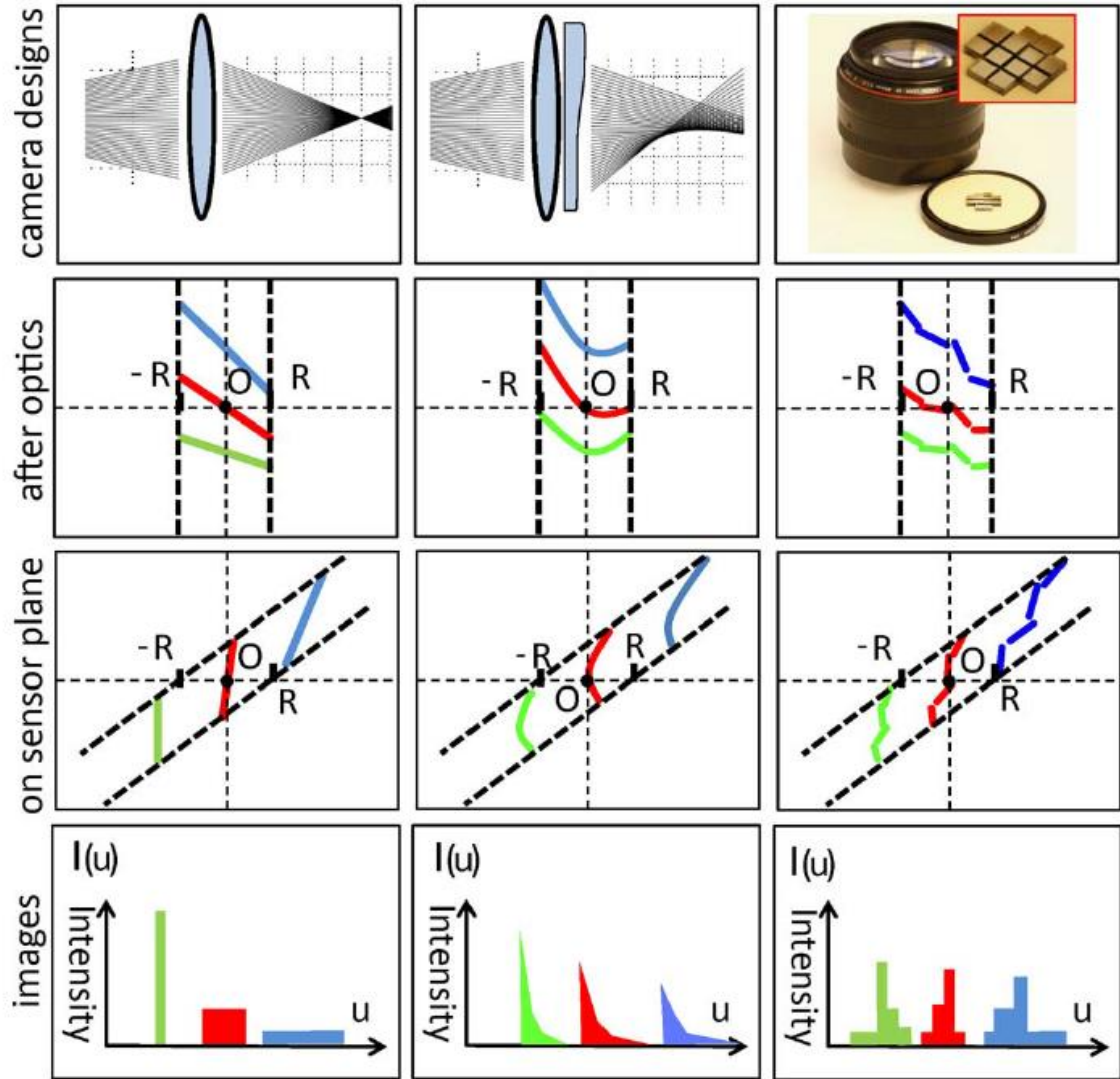 camera designs
after optics
-R
O
R
-R
O
R
-R
O
R
on sensor plane
-R
O
R
-R
O
R
-R
O
R
images
I(u)
Intensity
u
I(u)
Intensity
u
I(u)
Intensity
u